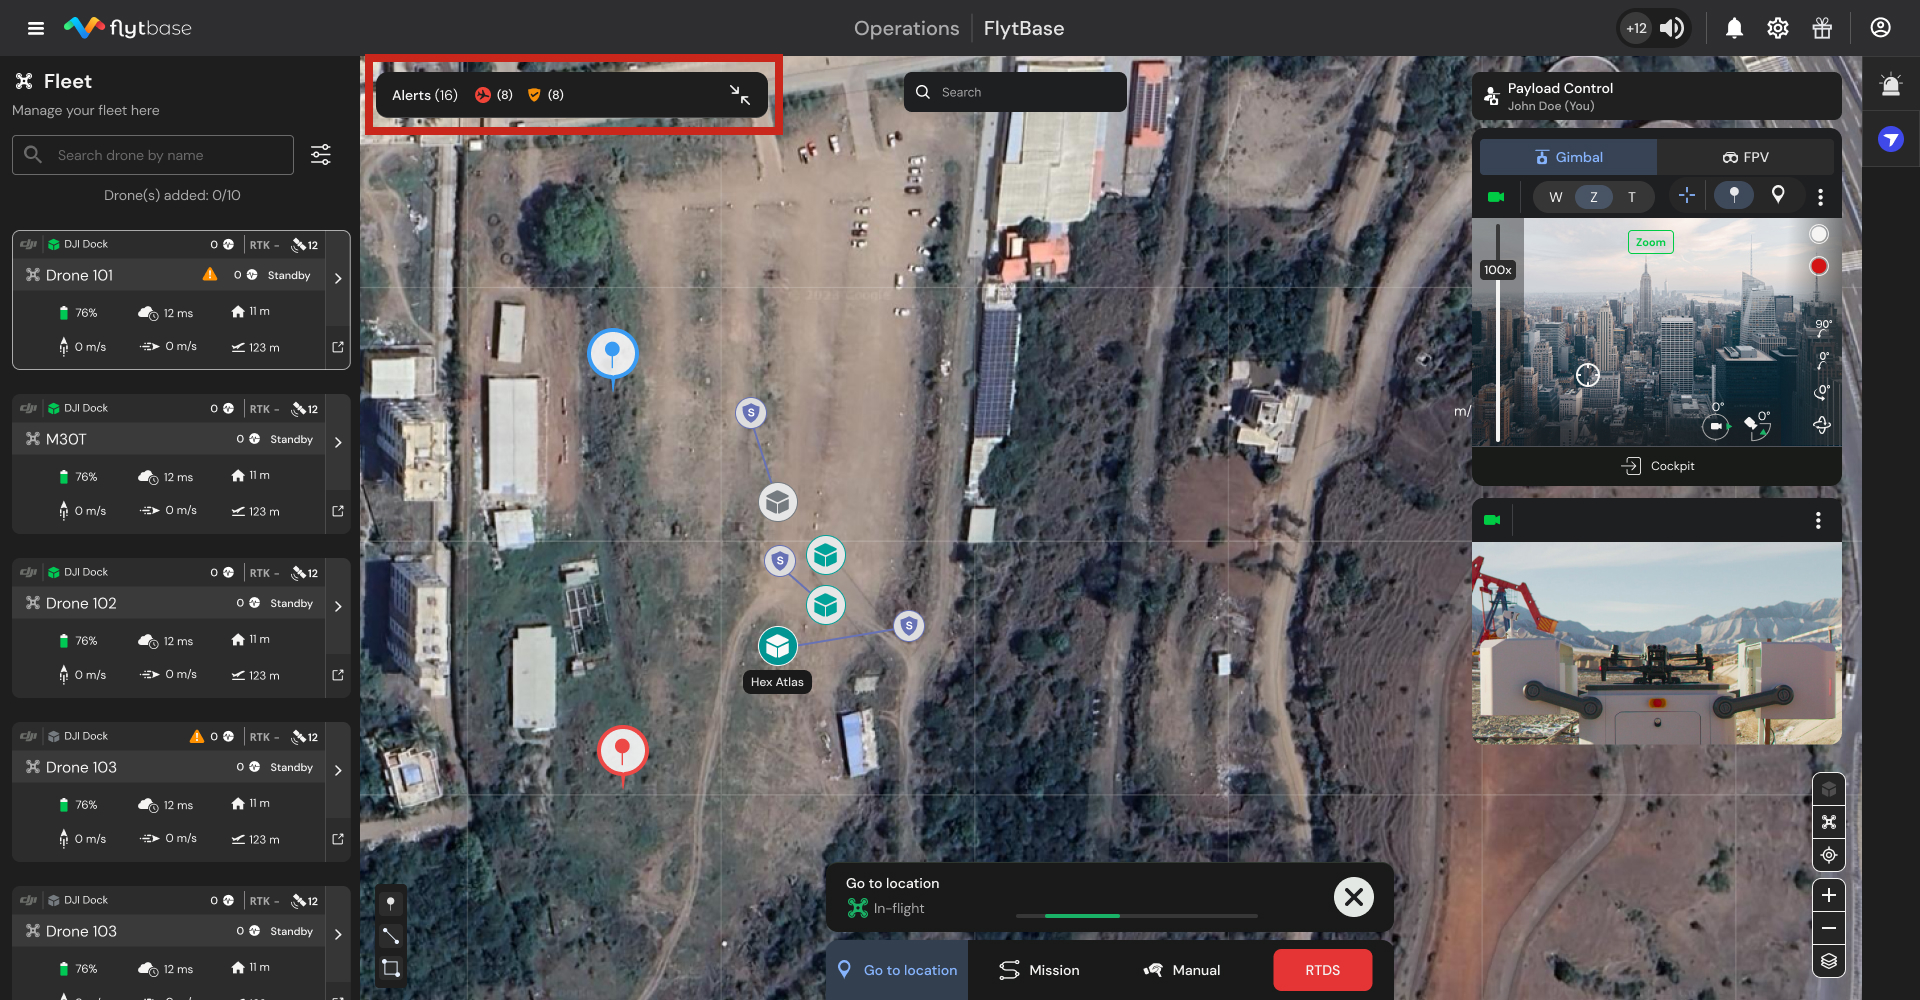 flytbase
Operations
FlytBase
+12
Fleet
Manage your fleet here
Search drone by name
Drone(s) added: 0/10
DJI Dock
0
RTK -
12
Drone 101
0
Standby
76%
12 ms
11 m
0 m/s
0 m/s
123 m
DJI Dock
0
RTK -
12
M30T
0
Standby
76%
12 ms
11 m
0 m/s
0 m/s
123 m
DJI Dock
0
RTK -
12
Drone 102
0
Standby
76%
12 ms
11 m
0 m/s
0 m/s
123 m
DJI Dock
0
RTK -
12
Drone 103
0
Standby
76%
12 ms
11 m
0 m/s
0 m/s
123 m
DJI Dock
0
RTK -
12
Drone 103
0
Standby
76%
12 ms
11 m
Alerts (16)
(8)
(8)
Search
S
S
S
Hex Atlas
m/
Payload Control
John Doe (You)
Gimbal
FPV
W
Z
T
Zoom
100x
90°
0°
0°
0°
0°
Cockpit
Go to location
In-flight
Go to location
Mission
Manual
RTDS